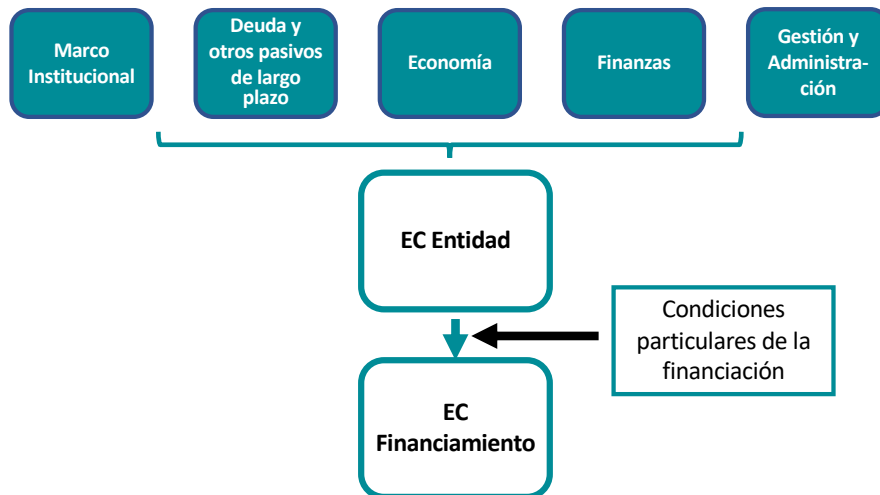 Marco
Institucional
Deuda y
otros pasivos
de largo
plazo
Economía
Finanzas
Gestión y
Administra-
ción
EC Entidad
Condiciones
particulares de la
financiación
EC
Financiamiento